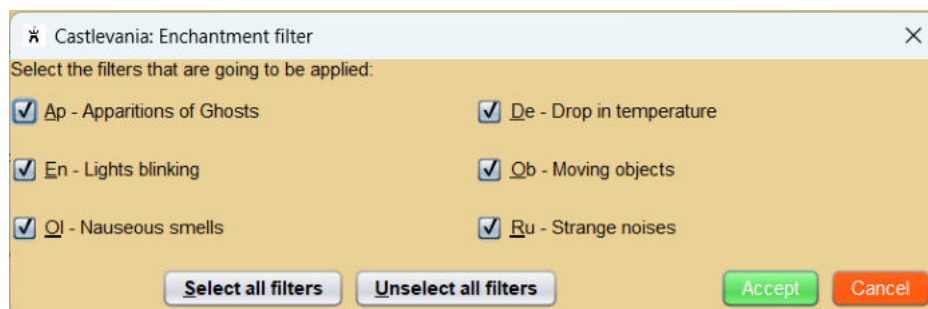 Castlevania: Enchantment filter
Select the filters that are going to be applied:
Ap - Apparitions of Ghosts
De - Drop in temperature
En - Lights blinking
Ob - Moving objects
Ol - Nauseous smells
Ru - Strange noises
Select all filters
Unselect all filters
Accept
Cancel